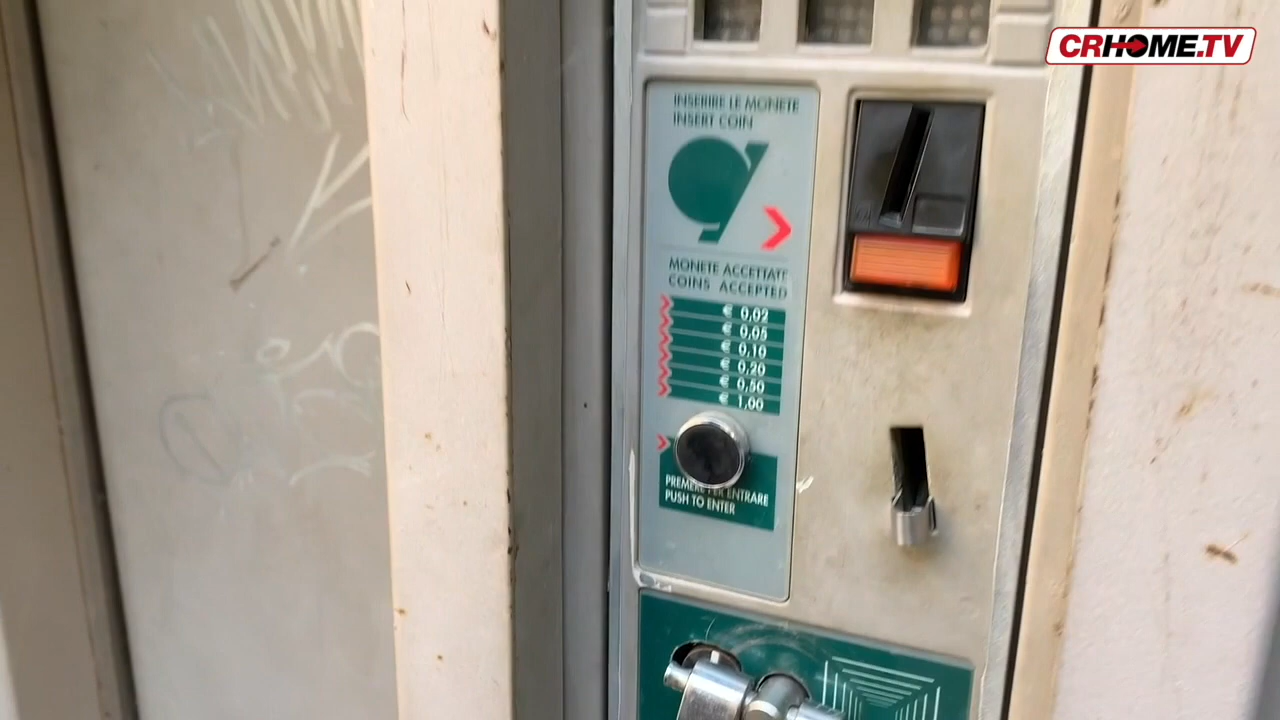 CRHOME.TV
INSERIRE LE MONETE
INSERT COIN
MONETE ACCETTATE
COINS ACCEPTED
€ 0,02
€ 0,05
€ 0,10
€ 0,20
€ 0,50
€ 1,00
PREMERE PER ENTRARE
PUSH TO ENTER